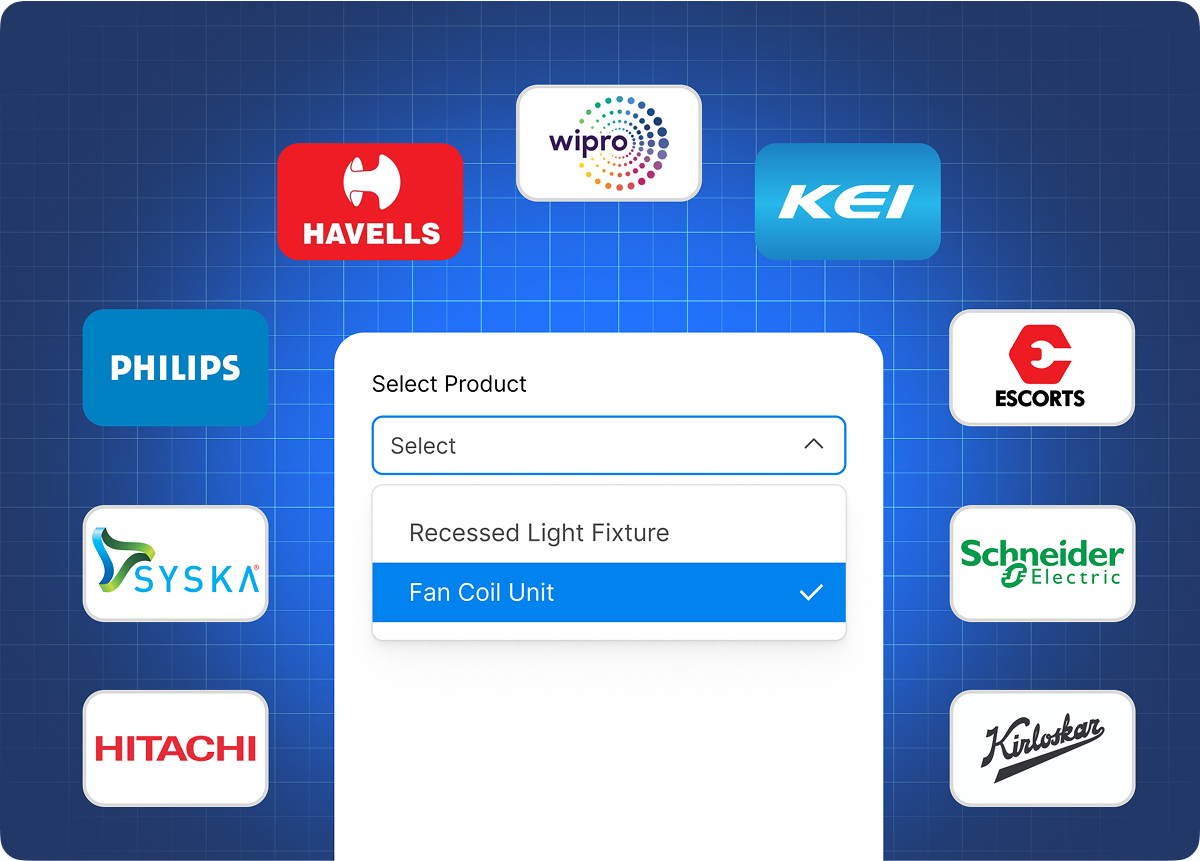 wipro
HAVELLS
KEI
PHILIPS
ESCORTS
Select Product
Select
Recessed Light Fixture
Fan Coil Unit
SYSKA®
Schneider
Electric
HITACHI
Kirloskar